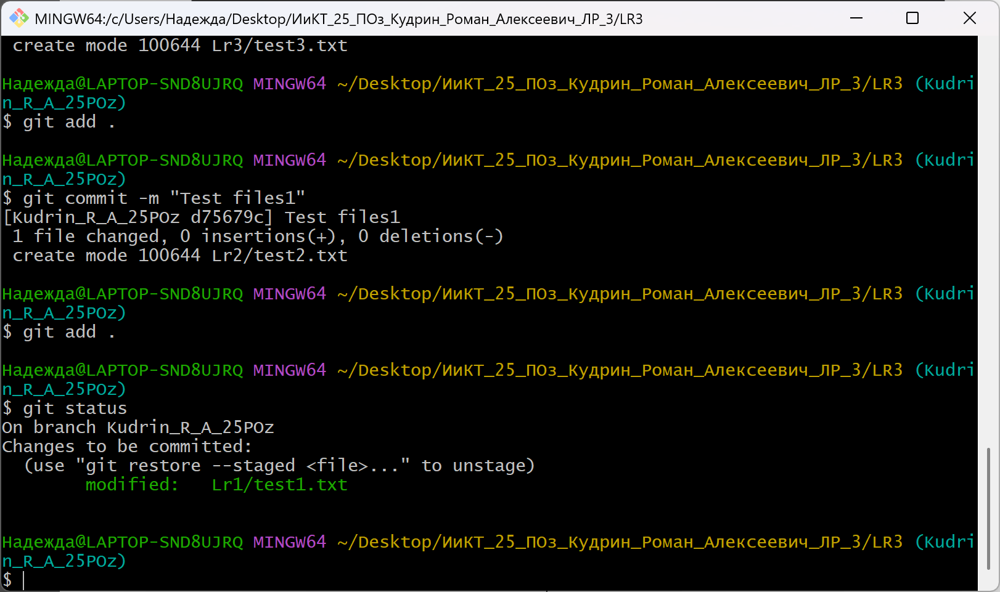 MINGW64:/c/Users/Надежда/Desktop/ИиКТ_25_ПОз_Кудрин_Роман_Алексеевич_ЛР_3/LR3
 create mode 100644 Lr3/test3.txt
Надежда@LAPTOP-SND8UJRQ MINGW64 ~/Desktop/ИиКТ_25_ПОз_Кудрин_Роман_Алексеевич_ЛР_3/LR3 (Kudri
n_R_A_25POz)
$ git add .
Надежда@LAPTOP-SND8UJRQ MINGW64 ~/Desktop/ИиКТ_25_ПОз_Кудрин_Роман_Алексеевич_ЛР_3/LR3 (Kudri
n_R_A_25POz)
$ git commit -m "Test files1"
[Kudrin_R_A_25POz d75679c] Test files1
 1 file changed, 0 insertions(+), 0 deletions(-)
 create mode 100644 Lr2/test2.txt
Надежда@LAPTOP-SND8UJRQ MINGW64 ~/Desktop/ИиКТ_25_ПОз_Кудрин_Роман_Алексеевич_ЛР_3/LR3 (Kudri
n_R_A_25POz)
$ git add .
Надежда@LAPTOP-SND8UJRQ MINGW64 ~/Desktop/ИиКТ_25_ПОз_Кудрин_Роман_Алексеевич_ЛР_3/LR3 (Kudri
n_R_A_25POz)
$ git status
On branch Kudrin_R_A_25POz
Changes to be committed:
  (use "git restore --staged <file>..." to unstage)
        modified:   Lr1/test1.txt
Надежда@LAPTOP-SND8UJRQ MINGW64 ~/Desktop/ИиКТ_25_ПОз_Кудрин_Роман_Алексеевич_ЛР_3/LR3 (Kudri
n_R_A_25POz)
$